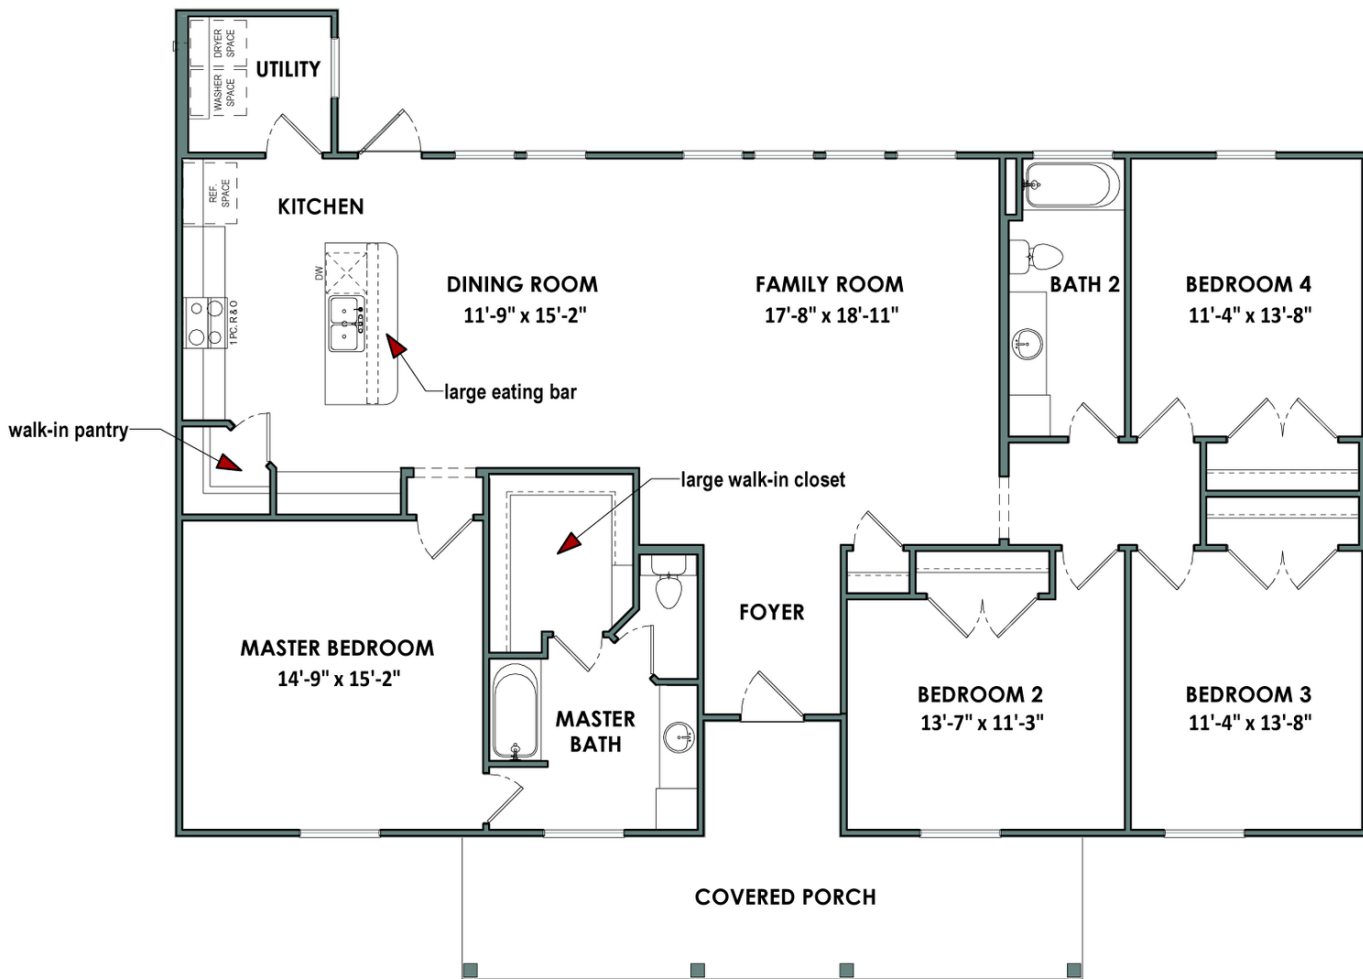 DRYER
SPACE
WASHER
SPACE
UTILITY
REF.
SPACE
KITCHEN
DW
1 PC. R & O
DINING ROOM
11'-9" x 15'-2"
FAMILY ROOM
17'-8" x 18'-11"
BATH 2
BEDROOM 4
11'-4" x 13'-8"
large eating bar
walk-in pantry
large walk-in closet
FOYER
MASTER BEDROOM
14'-9" x 15'-2"
MASTER
BATH
BEDROOM 2
13'-7" x 11'-3"
BEDROOM 3
11'-4" x 13'-8"
COVERED PORCH